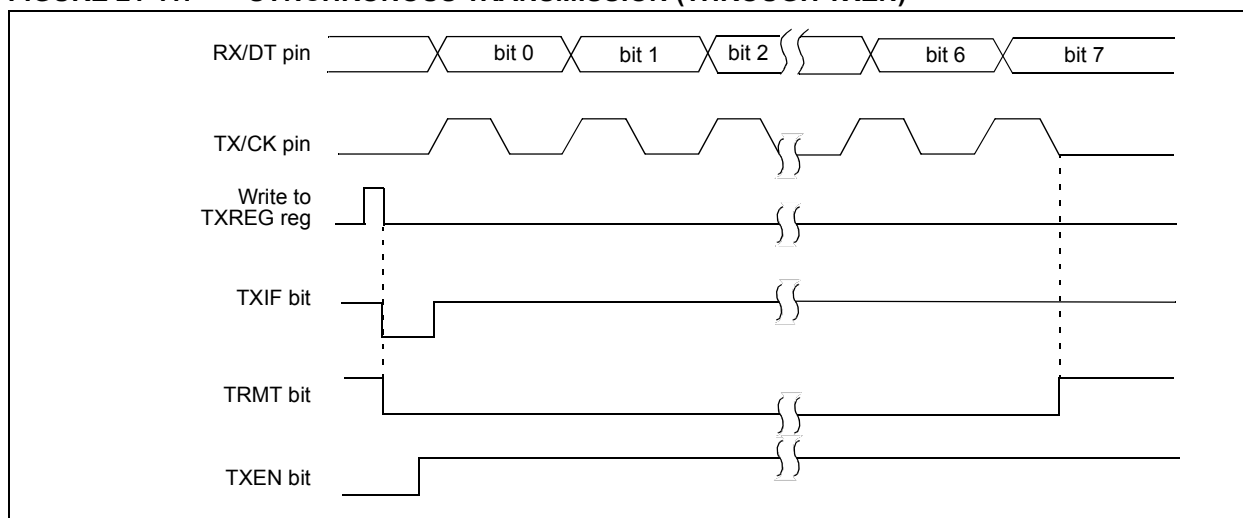 RX/DT pin
bit 0
bit 1
bit 2
bit 6
bit 7
TX/CK pin
Write to
TXREG reg
TXIF bit
TRMT bit
TXEN bit